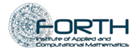 FORTH
Institute of Applied and
Computational Mathematics